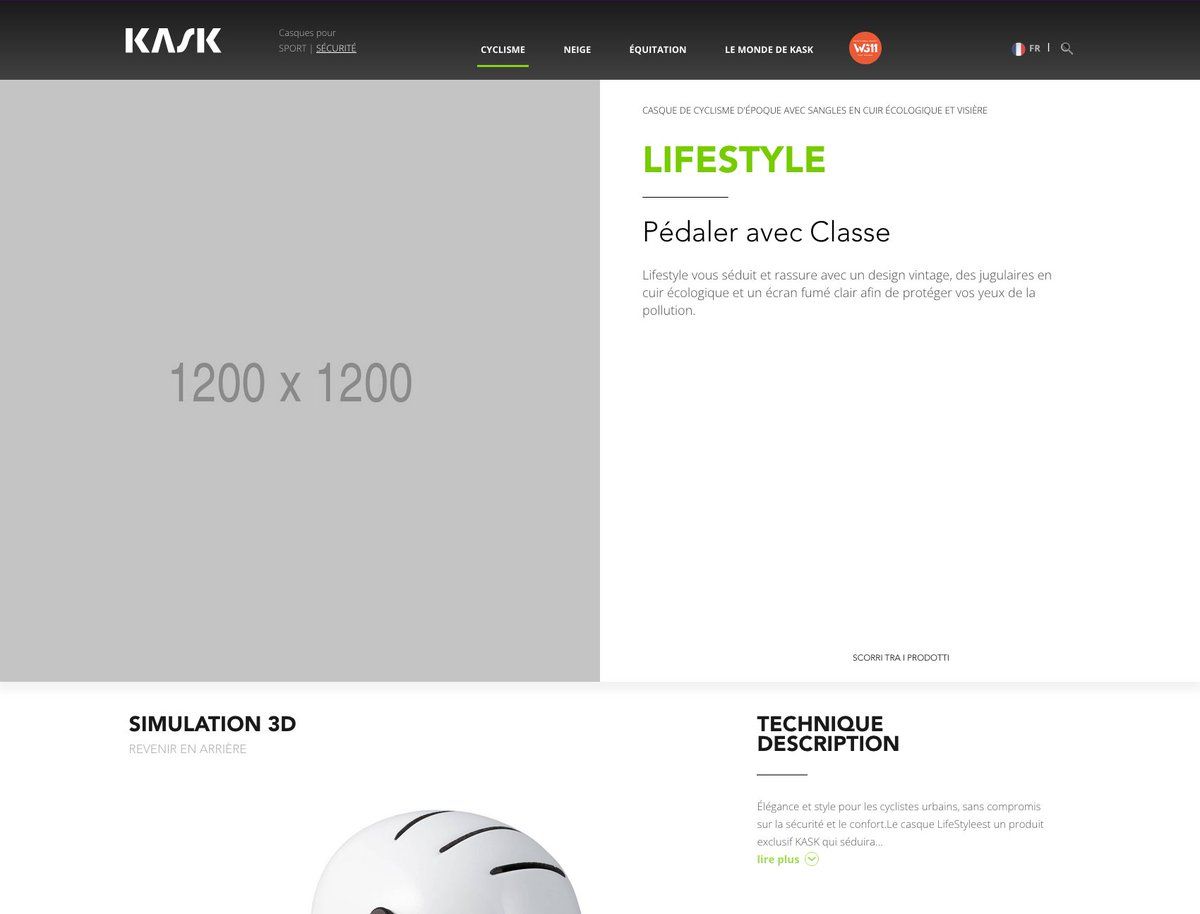 KASK
Casques pour
SPORT | SÉCURITÉ
CYCLISME
NEIGE
ÉQUITATION
LE MONDE DE KASK
FR |
CASQUE DE CYCLISME D'ÉPOQUE AVEC SANGLES EN CUIR ÉCOLOGIQUE ET VISIÈRE
LIFESTYLE
Pédaler avec Classe
Lifestyle vous séduit et rassure avec un design vintage, des jugulaires en
cuir écologique et un écran fumé clair afin de protéger vos yeux de la
pollution.
1200 x 1200
SCORRI TRA I PRODOTTI
SIMULATION 3D
REVENIR EN ARRIÈRE
TECHNIQUE
DESCRIPTION
Élégance et style pour les cyclistes urbains, sans compromis
sur la sécurité et le confort.Le casque LifeStyleest un produit
exclusif KASK qui séduira...
lire plus